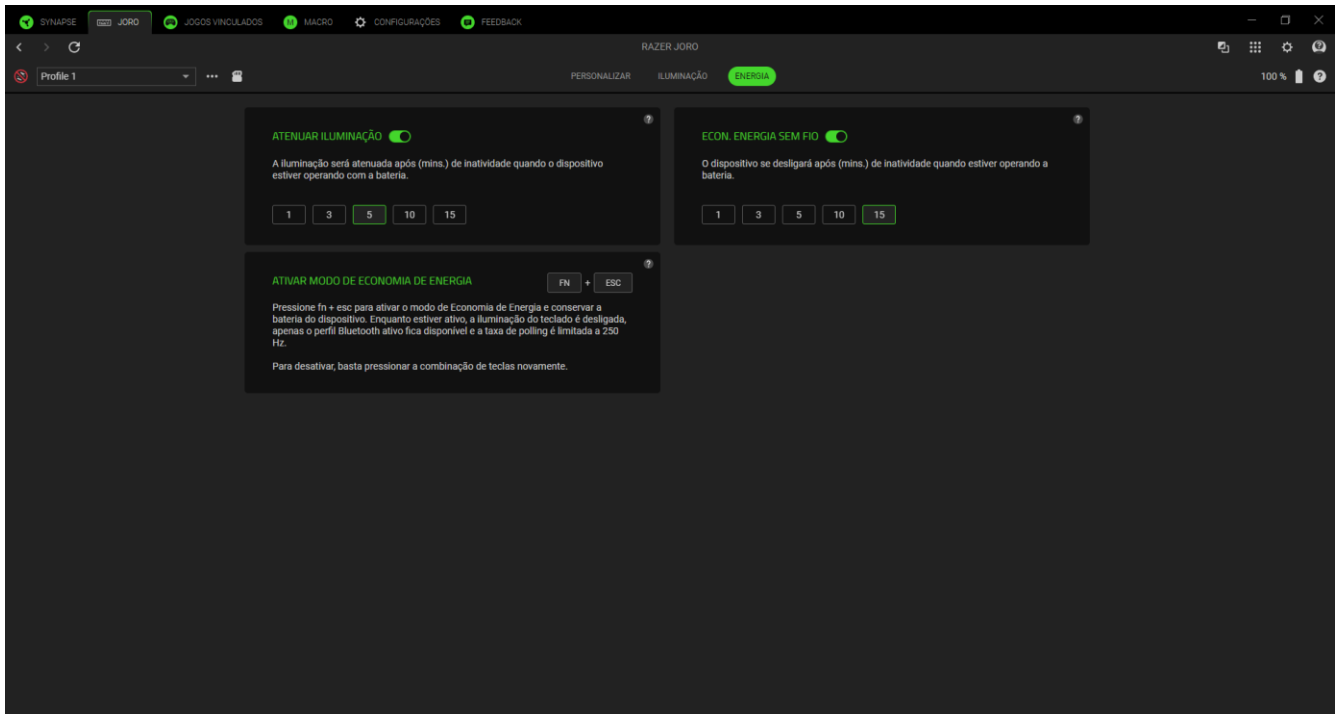 SYNAPSE JORO JOGOS VINCULADOS M MACRO CONFIGURAÇÕES FEEDBACK
RAZER JORO
Profile 1 PERSONALIZAR ILUMINAÇÃO ENERGIA 100 % ?
?
ATENUAR ILUMINAÇÃO
A iluminação será atenuada após (mins.) de inatividade quando o dispositivo
estiver operando com a bateria.
1 3 5 10 15
?
ECON. ENERGIA SEM FIO
O dispositivo se desligará após (mins.) de inatividade quando estiver operando a
bateria.
1 3 5 10 15
?
ATIVAR MODO DE ECONOMIA DE ENERGIA FN + ESC
Pressione fn + esc para ativar o modo de Economia de Energia e conservar a
bateria do dispositivo. Enquanto estiver ativo, a iluminação do teclado é desligada,
apenas o perfil Bluetooth ativo fica disponível e a taxa de polling é limitada a 250
Hz.
Para desativar, basta pressionar a combinação de teclas novamente.